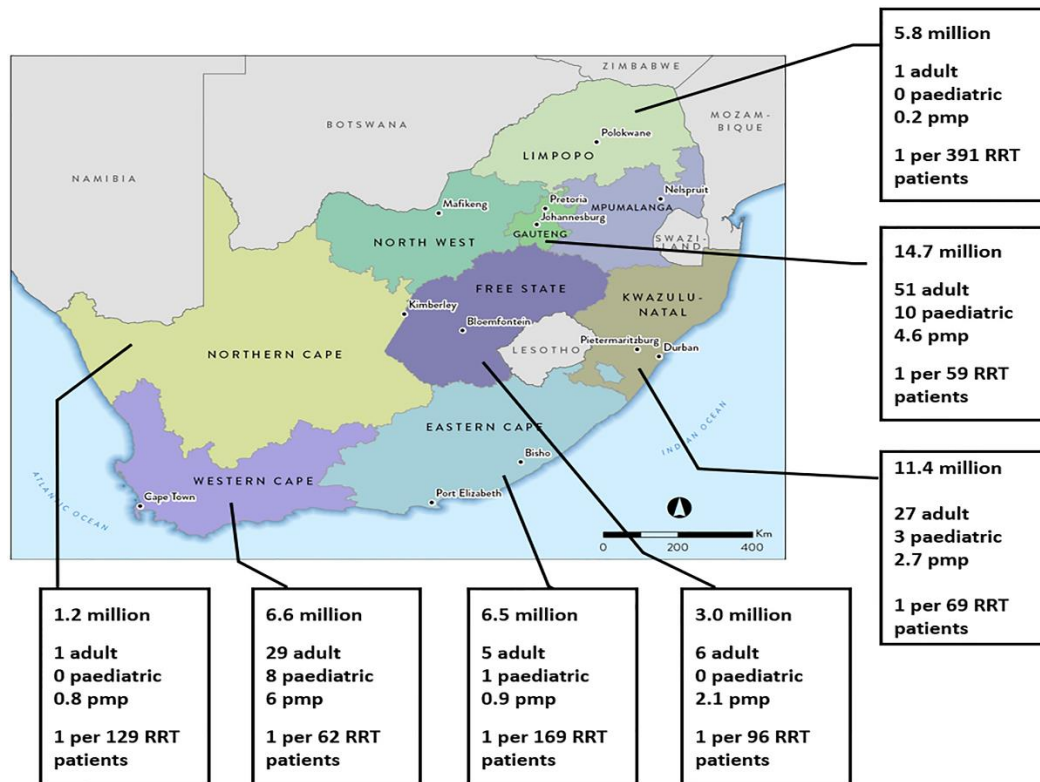 ZIMBABWE
MOZAM-
BIQUE
BOTSWANA
NAMIBIA
Polokwane
LIMPOPO
Nelspruit
Pretoria
MPUMALANGA
Mafikeng
Johannesburg
GAUTENG
SWAZI-
LAND
NORTH WEST
FREE STATE
KWAZULU-
NATAL
Kimberley
Bloemfontein
LESOTHO
Pietermaritzburg
Durban
NORTHERN CAPE
EASTERN CAPE
INDIAN OCEAN
Bisho
WESTERN CAPE
Cape Town
Port Elizabeth
ATLANTIC OCEAN
Km
0 200 400
5.8 million
1 adult
0 paediatric
0.2 pmp
1 per 391 RRT
patients
14.7 million
51 adult
10 paediatric
4.6 pmp
1 per 59 RRT
patients
11.4 million
27 adult
3 paediatric
2.7 pmp
1 per 69 RRT
patients
1.2 million
1 adult
0 paediatric
0.8 pmp
1 per 129 RRT
patients
6.6 million
29 adult
8 paediatric
6 pmp
1 per 62 RRT
patients
6.5 million
5 adult
1 paediatric
0.9 pmp
1 per 169 RRT
patients
3.0 million
6 adult
0 paediatric
2.1 pmp
1 per 96 RRT
patients